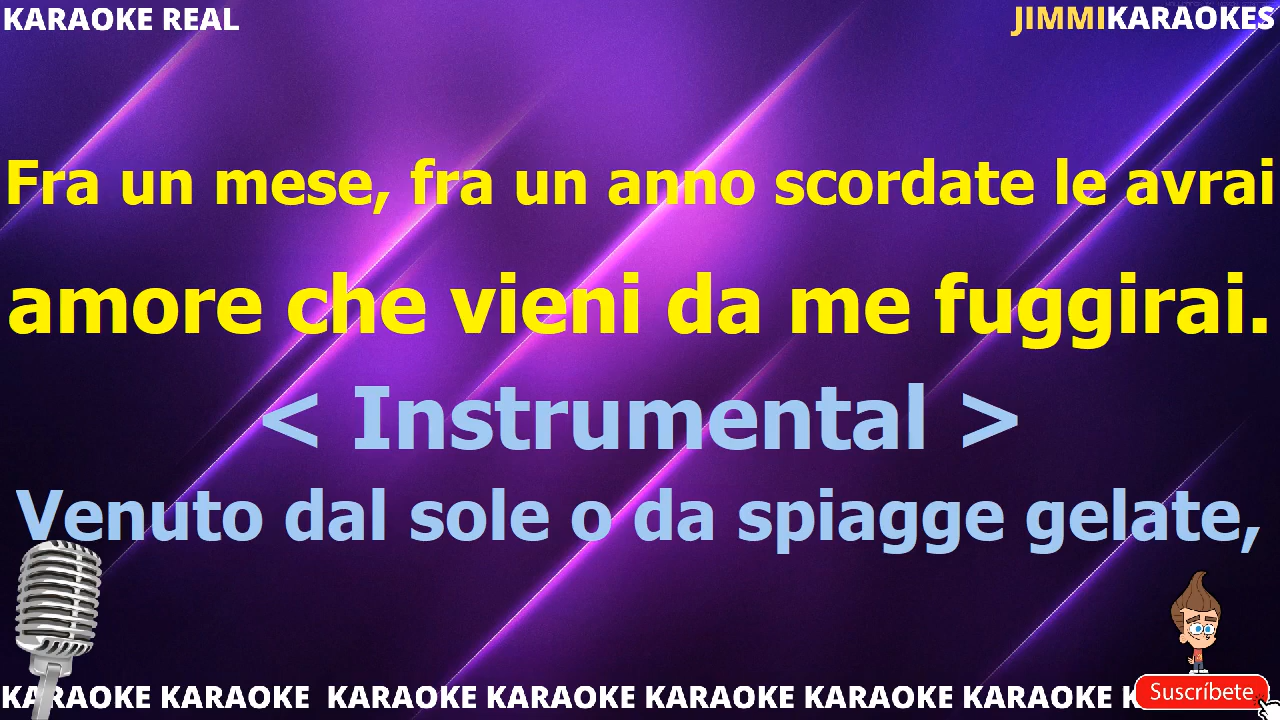 KARAOKE REAL
JIMMIKARAOKES
Fra un mese, fra un anno scordate le avrai
amore che vieni da me fuggirai.
< Instrumental >
Venuto dal sole o da spiagge gelate,
KARAOKE KARAOKE KARAOKE KARAOKE KARAOKE KARAOKE KARAOKE
Suscríbete